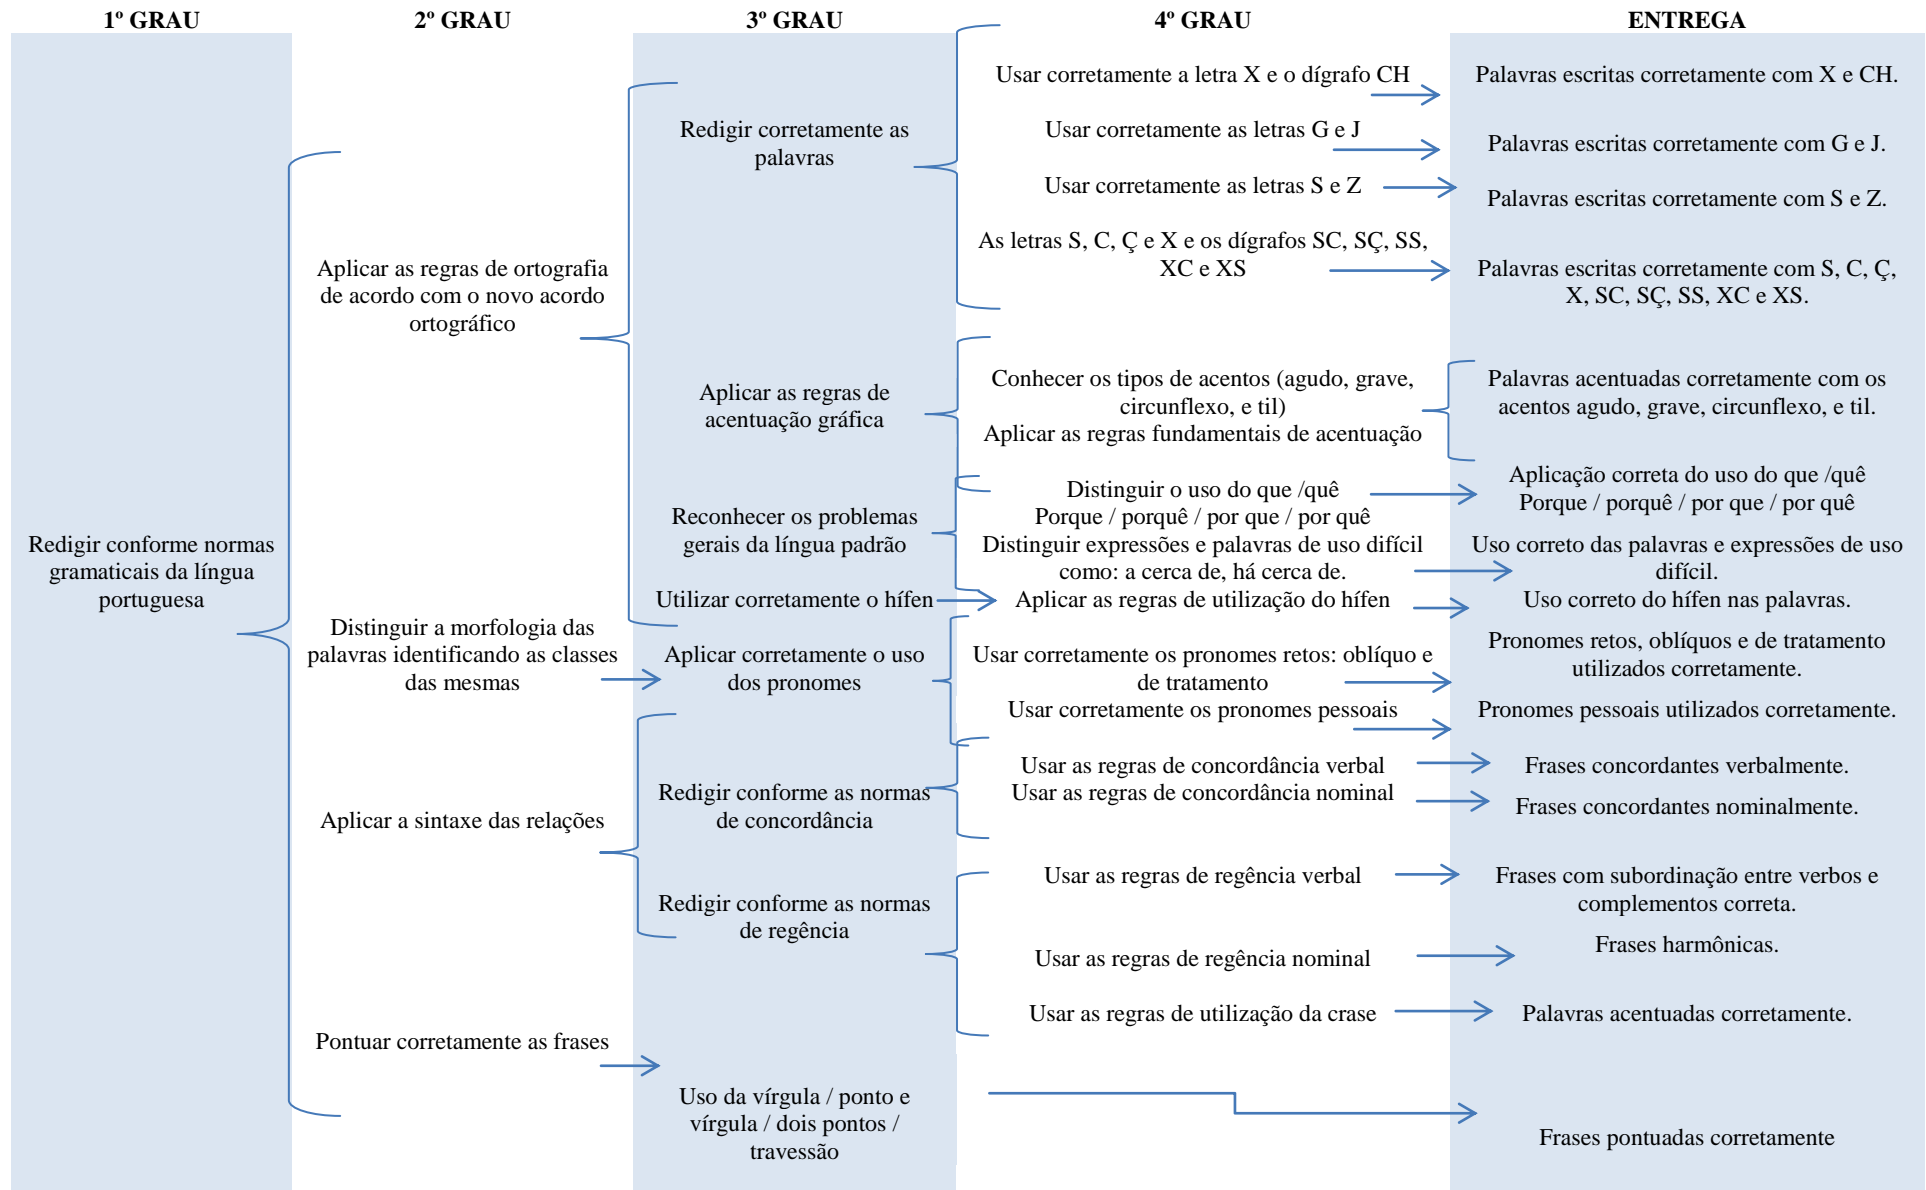 1º GRAU
2º GRAU
3º GRAU
4º GRAU
ENTREGA
Redigir conforme normas
gramaticais da língua
portuguesa
Aplicar as regras de ortografia
de acordo com o novo acordo
ortográfico
Distinguir a morfologia das
palavras identificando as classes
das mesmas
Aplicar a sintaxe das relações
Pontuar corretamente as frases
Redigir corretamente as
palavras
Aplicar as regras de
acentuação gráfica
Reconhecer os problemas
gerais da língua padrão
Utilizar corretamente o hífen
Aplicar corretamente o uso
dos pronomes
Redigir conforme as normas
de concordância
Redigir conforme as normas
de regência
Uso da vírgula / ponto e
vírgula / dois pontos /
travessão
Usar corretamente a letra X e o dígrafo CH
Usar corretamente as letras G e J
Usar corretamente as letras S e Z
As letras S, C, Ç e X e os dígrafos SC, SÇ, SS,
XC e XS
Conhecer os tipos de acentos (agudo, grave,
circunflexo, e til)
Aplicar as regras fundamentais de acentuação
Distinguir o uso do que /quê
Porque / porquê / por que / por quê
Distinguir expressões e palavras de uso difícil
como: a cerca de, há cerca de.
Aplicar as regras de utilização do hífen
Usar corretamente os pronomes retos: oblíquo e
de tratamento
Usar corretamente os pronomes pessoais
Usar as regras de concordância verbal
Usar as regras de concordância nominal
Usar as regras de regência verbal
Usar as regras de regência nominal
Usar as regras de utilização da crase
Palavras escritas corretamente com X e CH.
Palavras escritas corretamente com G e J.
Palavras escritas corretamente com S e Z.
Palavras escritas corretamente com S, C, Ç,
X, SC, SÇ, SS, XC e XS.
Palavras acentuadas corretamente com os
acentos agudo, grave, circunflexo, e til.
Aplicação correta do uso do que /quê
Porque / porquê / por que / por quê
Uso correto das palavras e expressões de uso
difícil.
Uso correto do hífen nas palavras.
Pronomes retos, oblíquos e de tratamento
utilizados corretamente.
Pronomes pessoais utilizados corretamente.
Frases concordantes verbalmente.
Frases concordantes nominalmente.
Frases com subordinação entre verbos e
complementos correta.
Frases harmônicas.
Palavras acentuadas corretamente.
Frases pontuadas corretamente